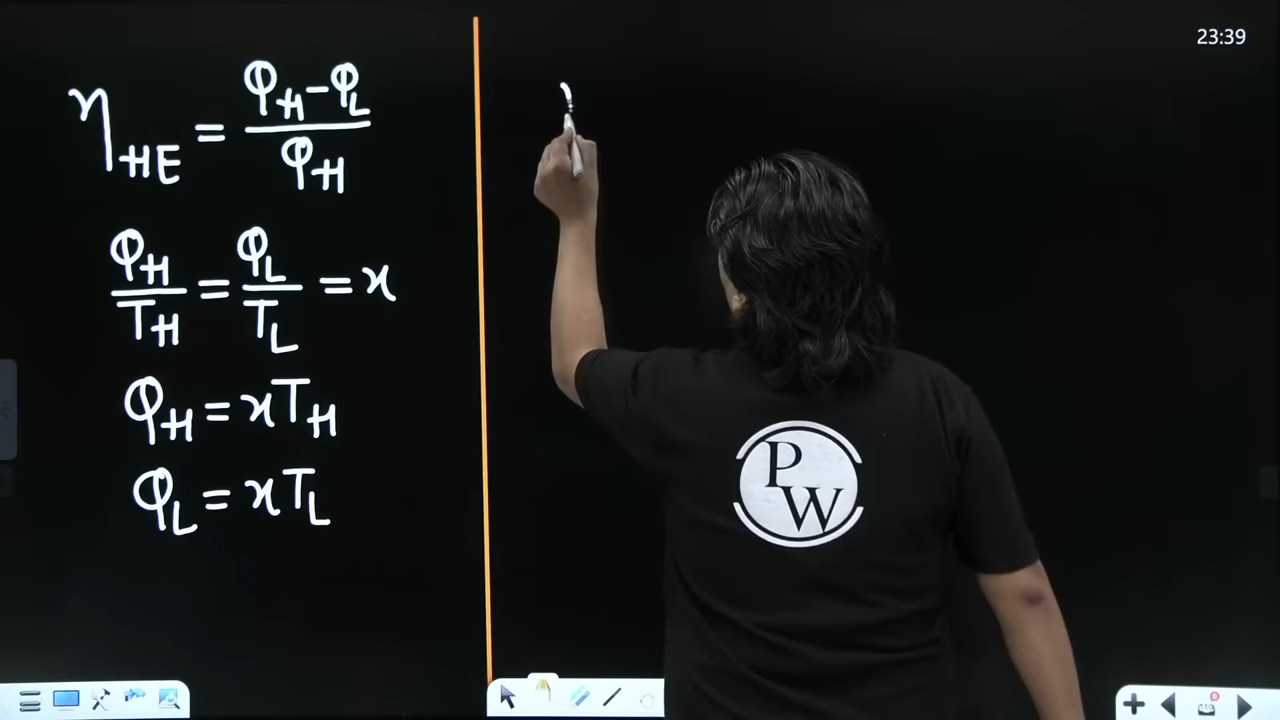 η_HE = (Q_H - Q_L) / Q_H
Q_H / T_H = Q_L / T_L = x
Q_H = xT_H
Q_L = xT_L
23:39
PW